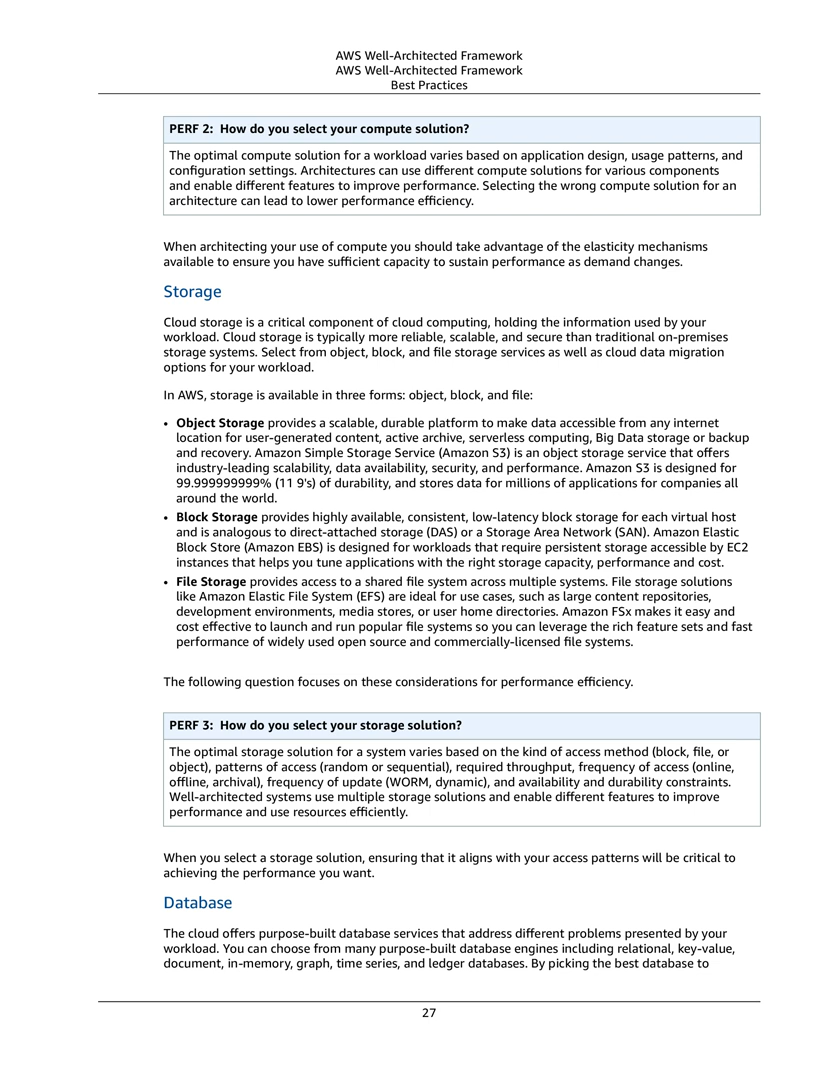 AWS Well-Architected Framework
AWS Well-Architected Framework
Best Practices
PERF 2:  How do you select your compute solution?
The optimal compute solution for a workload varies based on application design, usage patterns, and
configuration settings. Architectures can use different compute solutions for various components
and enable different features to improve performance. Selecting the wrong compute solution for an
architecture can lead to lower performance efficiency.
When architecting your use of compute you should take advantage of the elasticity mechanisms
available to ensure you have sufficient capacity to sustain performance as demand changes.
Storage
Cloud storage is a critical component of cloud computing, holding the information used by your
workload. Cloud storage is typically more reliable, scalable, and secure than traditional on-premises
storage systems. Select from object, block, and file storage services as well as cloud data migration
options for your workload.
In AWS, storage is available in three forms: object, block, and file:
• Object Storage provides a scalable, durable platform to make data accessible from any internet
location for user-generated content, active archive, serverless computing, Big Data storage or backup
and recovery. Amazon Simple Storage Service (Amazon S3) is an object storage service that offers
industry-leading scalability, data availability, security, and performance. Amazon S3 is designed for
99.999999999% (11 9's) of durability, and stores data for millions of applications for companies all
around the world.
• Block Storage provides highly available, consistent, low-latency block storage for each virtual host
and is analogous to direct-attached storage (DAS) or a Storage Area Network (SAN). Amazon Elastic
Block Store (Amazon EBS) is designed for workloads that require persistent storage accessible by EC2
instances that helps you tune applications with the right storage capacity, performance and cost.
• File Storage provides access to a shared file system across multiple systems. File storage solutions
like Amazon Elastic File System (EFS) are ideal for use cases, such as large content repositories,
development environments, media stores, or user home directories. Amazon FSx makes it easy and
cost effective to launch and run popular file systems so you can leverage the rich feature sets and fast
performance of widely used open source and commercially-licensed file systems.
The following question focuses on these considerations for performance efficiency.
PERF 3:  How do you select your storage solution?
The optimal storage solution for a system varies based on the kind of access method (block, file, or
object), patterns of access (random or sequential), required throughput, frequency of access (online,
offline, archival), frequency of update (WORM, dynamic), and availability and durability constraints.
Well-architected systems use multiple storage solutions and enable different features to improve
performance and use resources efficiently.
When you select a storage solution, ensuring that it aligns with your access patterns will be critical to
achieving the performance you want.
Database
The cloud offers purpose-built database services that address different problems presented by your
workload. You can choose from many purpose-built database engines including relational, key-value,
document, in-memory, graph, time series, and ledger databases. By picking the best database to
27